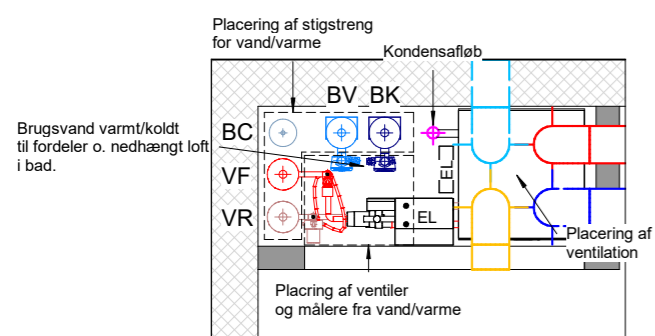 Placering af stigstreng
for vand/varme
Kondensafløb
BV
BK
BC
Brugsvand varmt/koldt
til fordeler o. nedhængt loft
i bad.
VF
EL
VR
EL
Placering af
ventilation
Placring af ventiler
og målere fra vand/varme